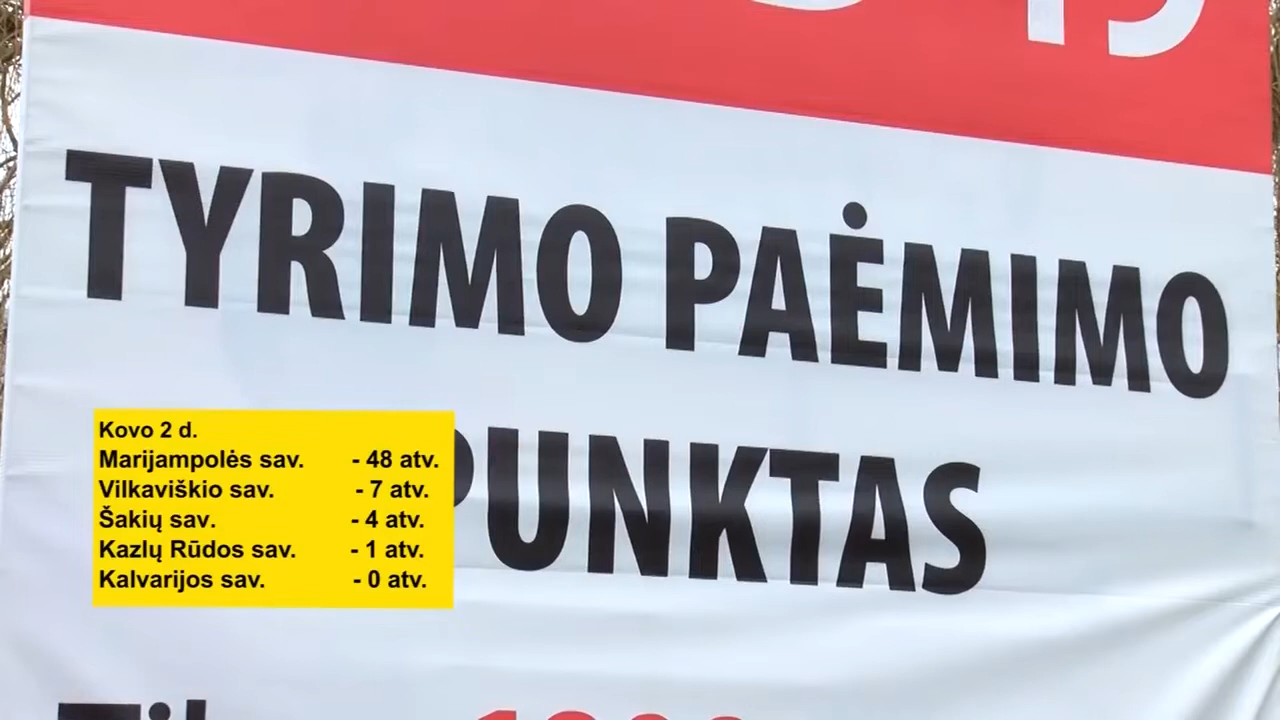 TYRIMO PAĖMIMO
PUNKTAS
Kovo 2 d.
Marijampolės sav. - 48 atv.
Vilkaviškio sav. - 7 atv.
Šakių sav. - 4 atv.
Kazlų Rūdos sav. - 1 atv.
Kalvarijos sav. - 0 atv.